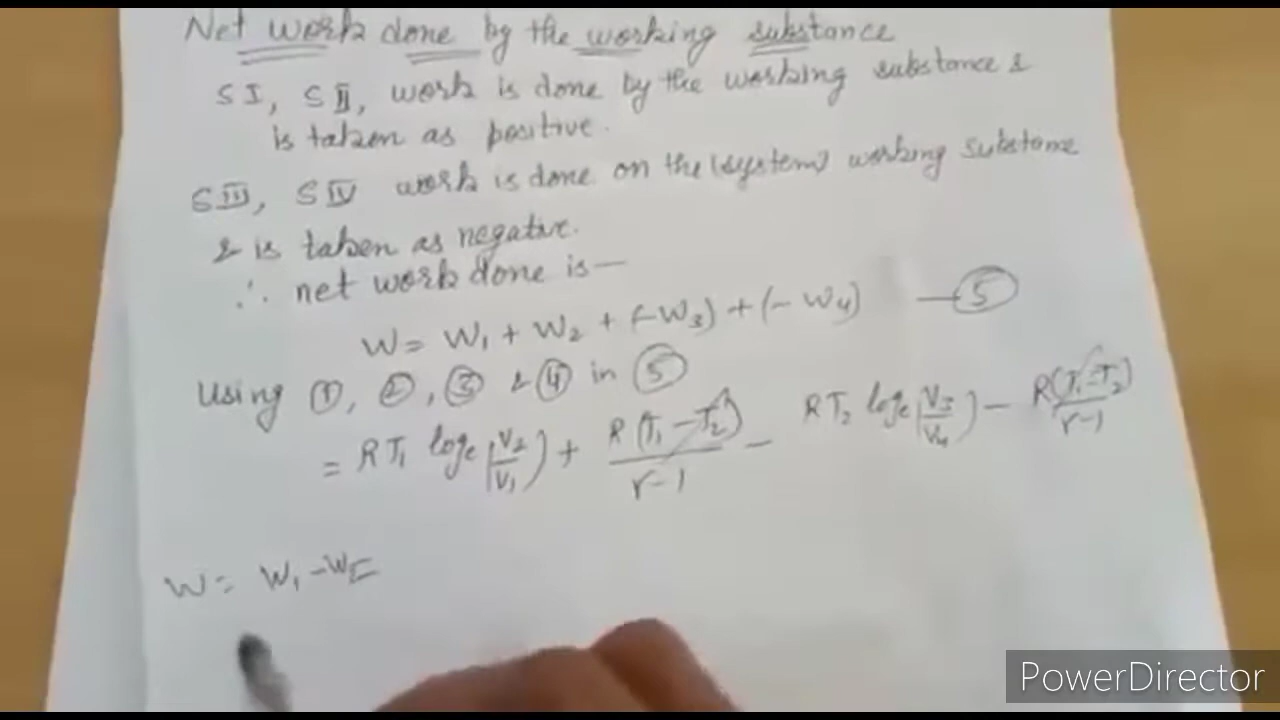 Net work done by the working substance
S I, S II, work is done by the working substance &
is taken as positive.
S III, S IV work is done on the (system) working substance
& is taken as negative.
∴ net work done is —
W = W₁ + W₂ + (-W₃) + (-W₄) — ⑤
Using ①, ②, ③ & ④ in ⑤
= RT₁ loge (V₂/V₁) + R(T₁ - T₂)/r-1 - RT₂ loge (V₃/V₄) - R(T₁ - T₂)/r-1
W = W₁ - W
PowerDirector